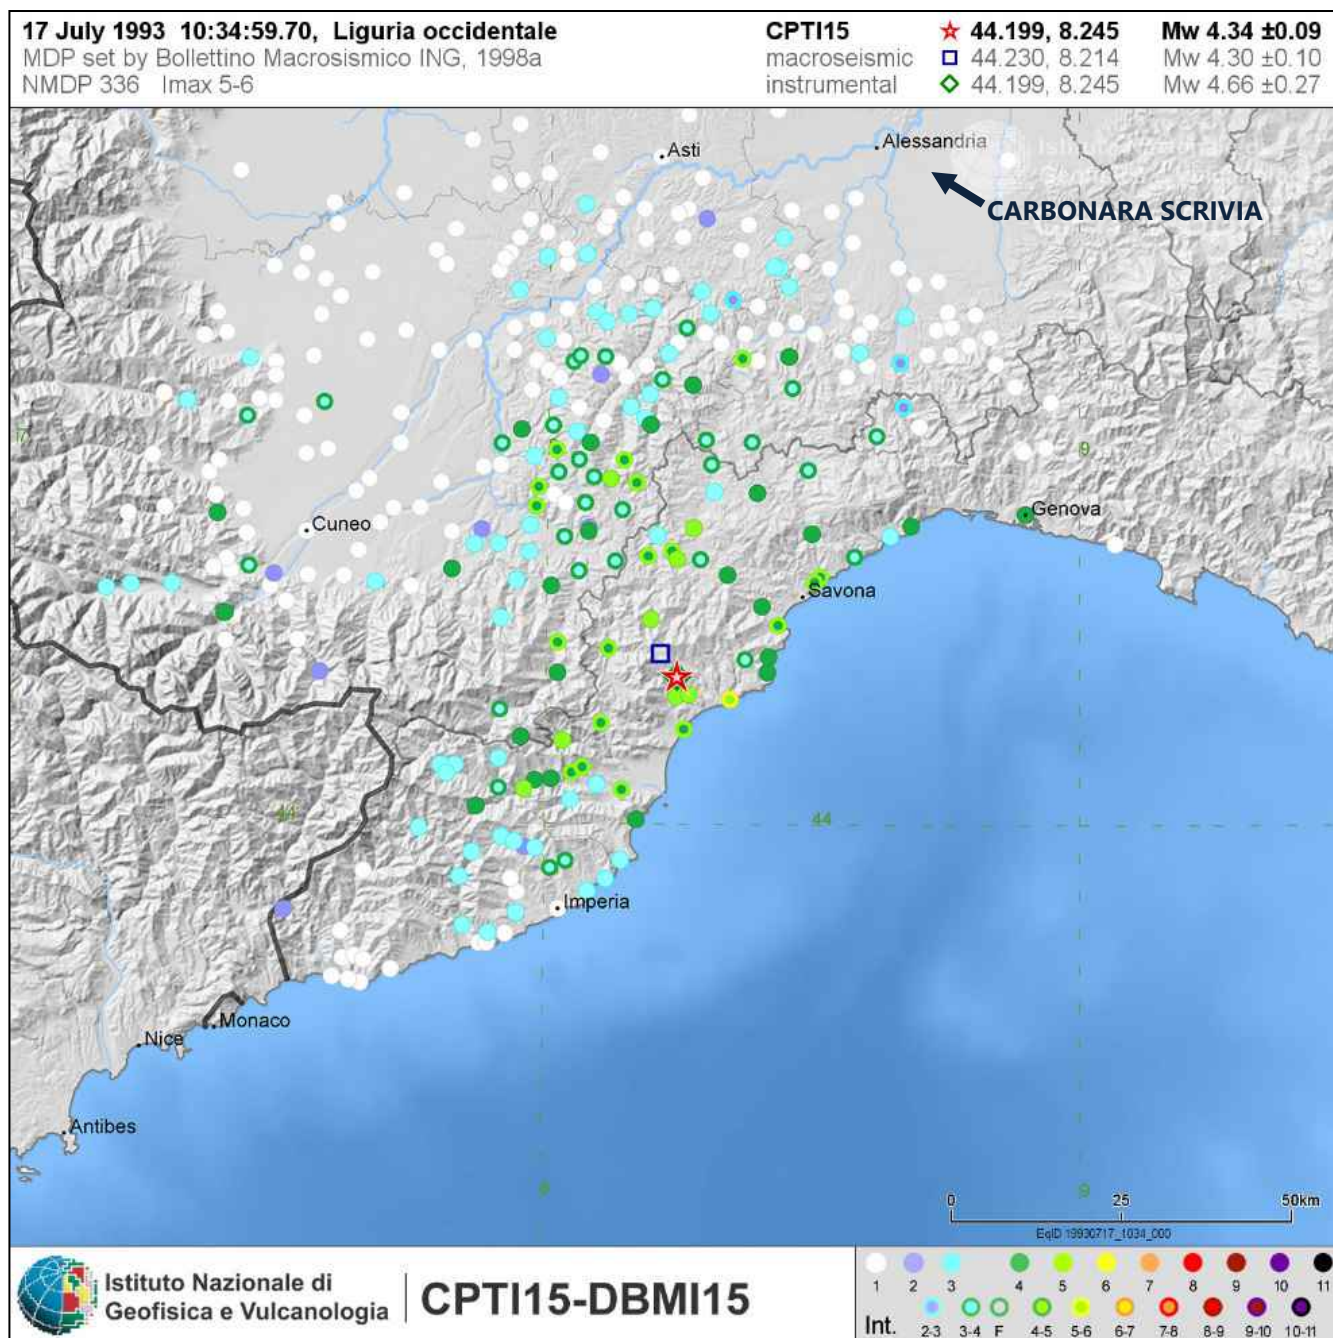 17 July 1993 10:34:59.70, Liguria occidentale
MDP set by Bollettino Macrosismico ING, 1998a
NMDP 336 Imax 5-6
CPTI15 44.199, 8.245 Mw 4.34 ±0.09
macroseismic 44.230, 8.214 Mw 4.30 ±0.10
instrumental 44.199, 8.245 Mw 4.66 ±0.27
Asti
Alessandria
CARBONARA SCRIVIA
9
Cuneo
Genova
Savona
44
44
Imperia
Monaco
Nice
Antibes
9
0 25 50km
EqID 19930717_1034_000
Istituto Nazionale di
Geofisica e Vulcanologia
CPTI15-DBMI15
1 2 3 4 5 6 7 8 9 10 11
Int. 2-3 3-4 F 4-5 5-6 6-7 7-8 8-9 9-10 10-11